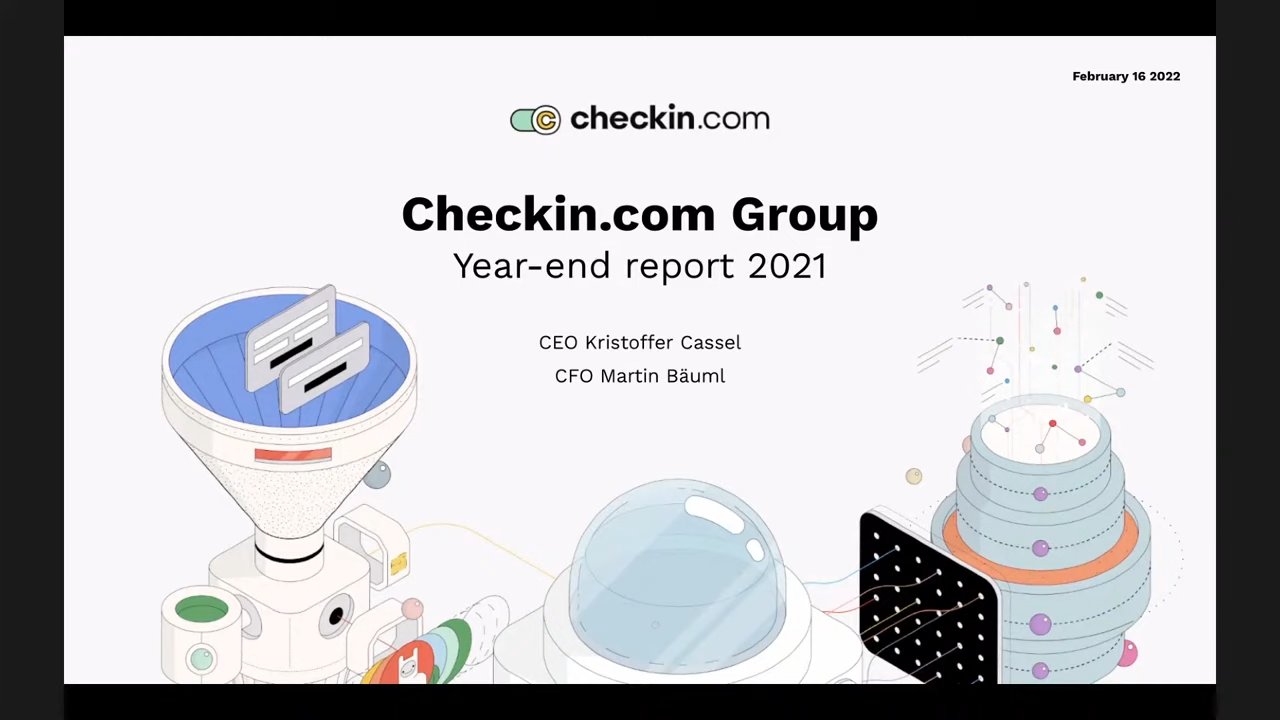 February 16 2022
checkin.com
Checkin.com Group
Year-end report 2021
CEO Kristoffer Cassel
CFO Martin Bäuml